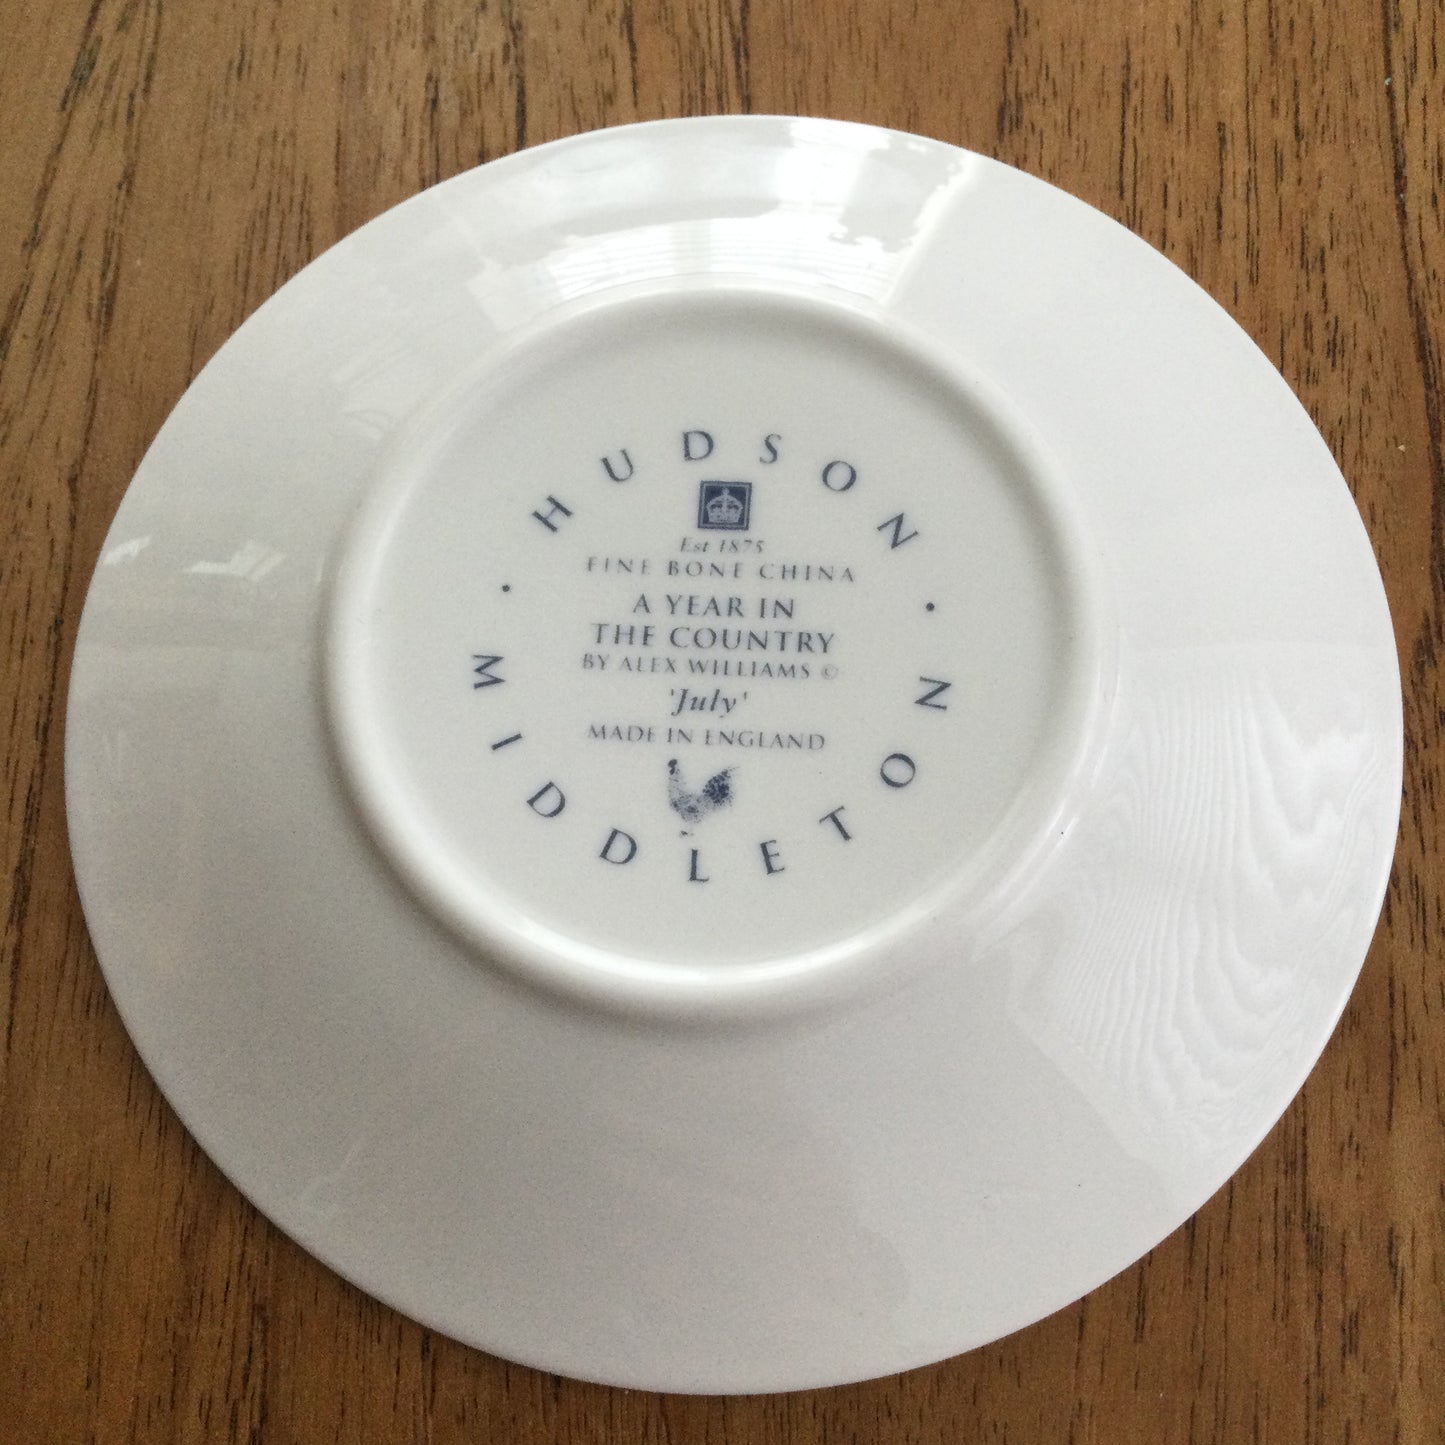 · HUDSON ·
Est 1875
FINE BONE CHINA
A YEAR IN
THE COUNTRY
BY ALEX WILLIAMS ©
'July'
MADE IN ENGLAND
MIDDLETON